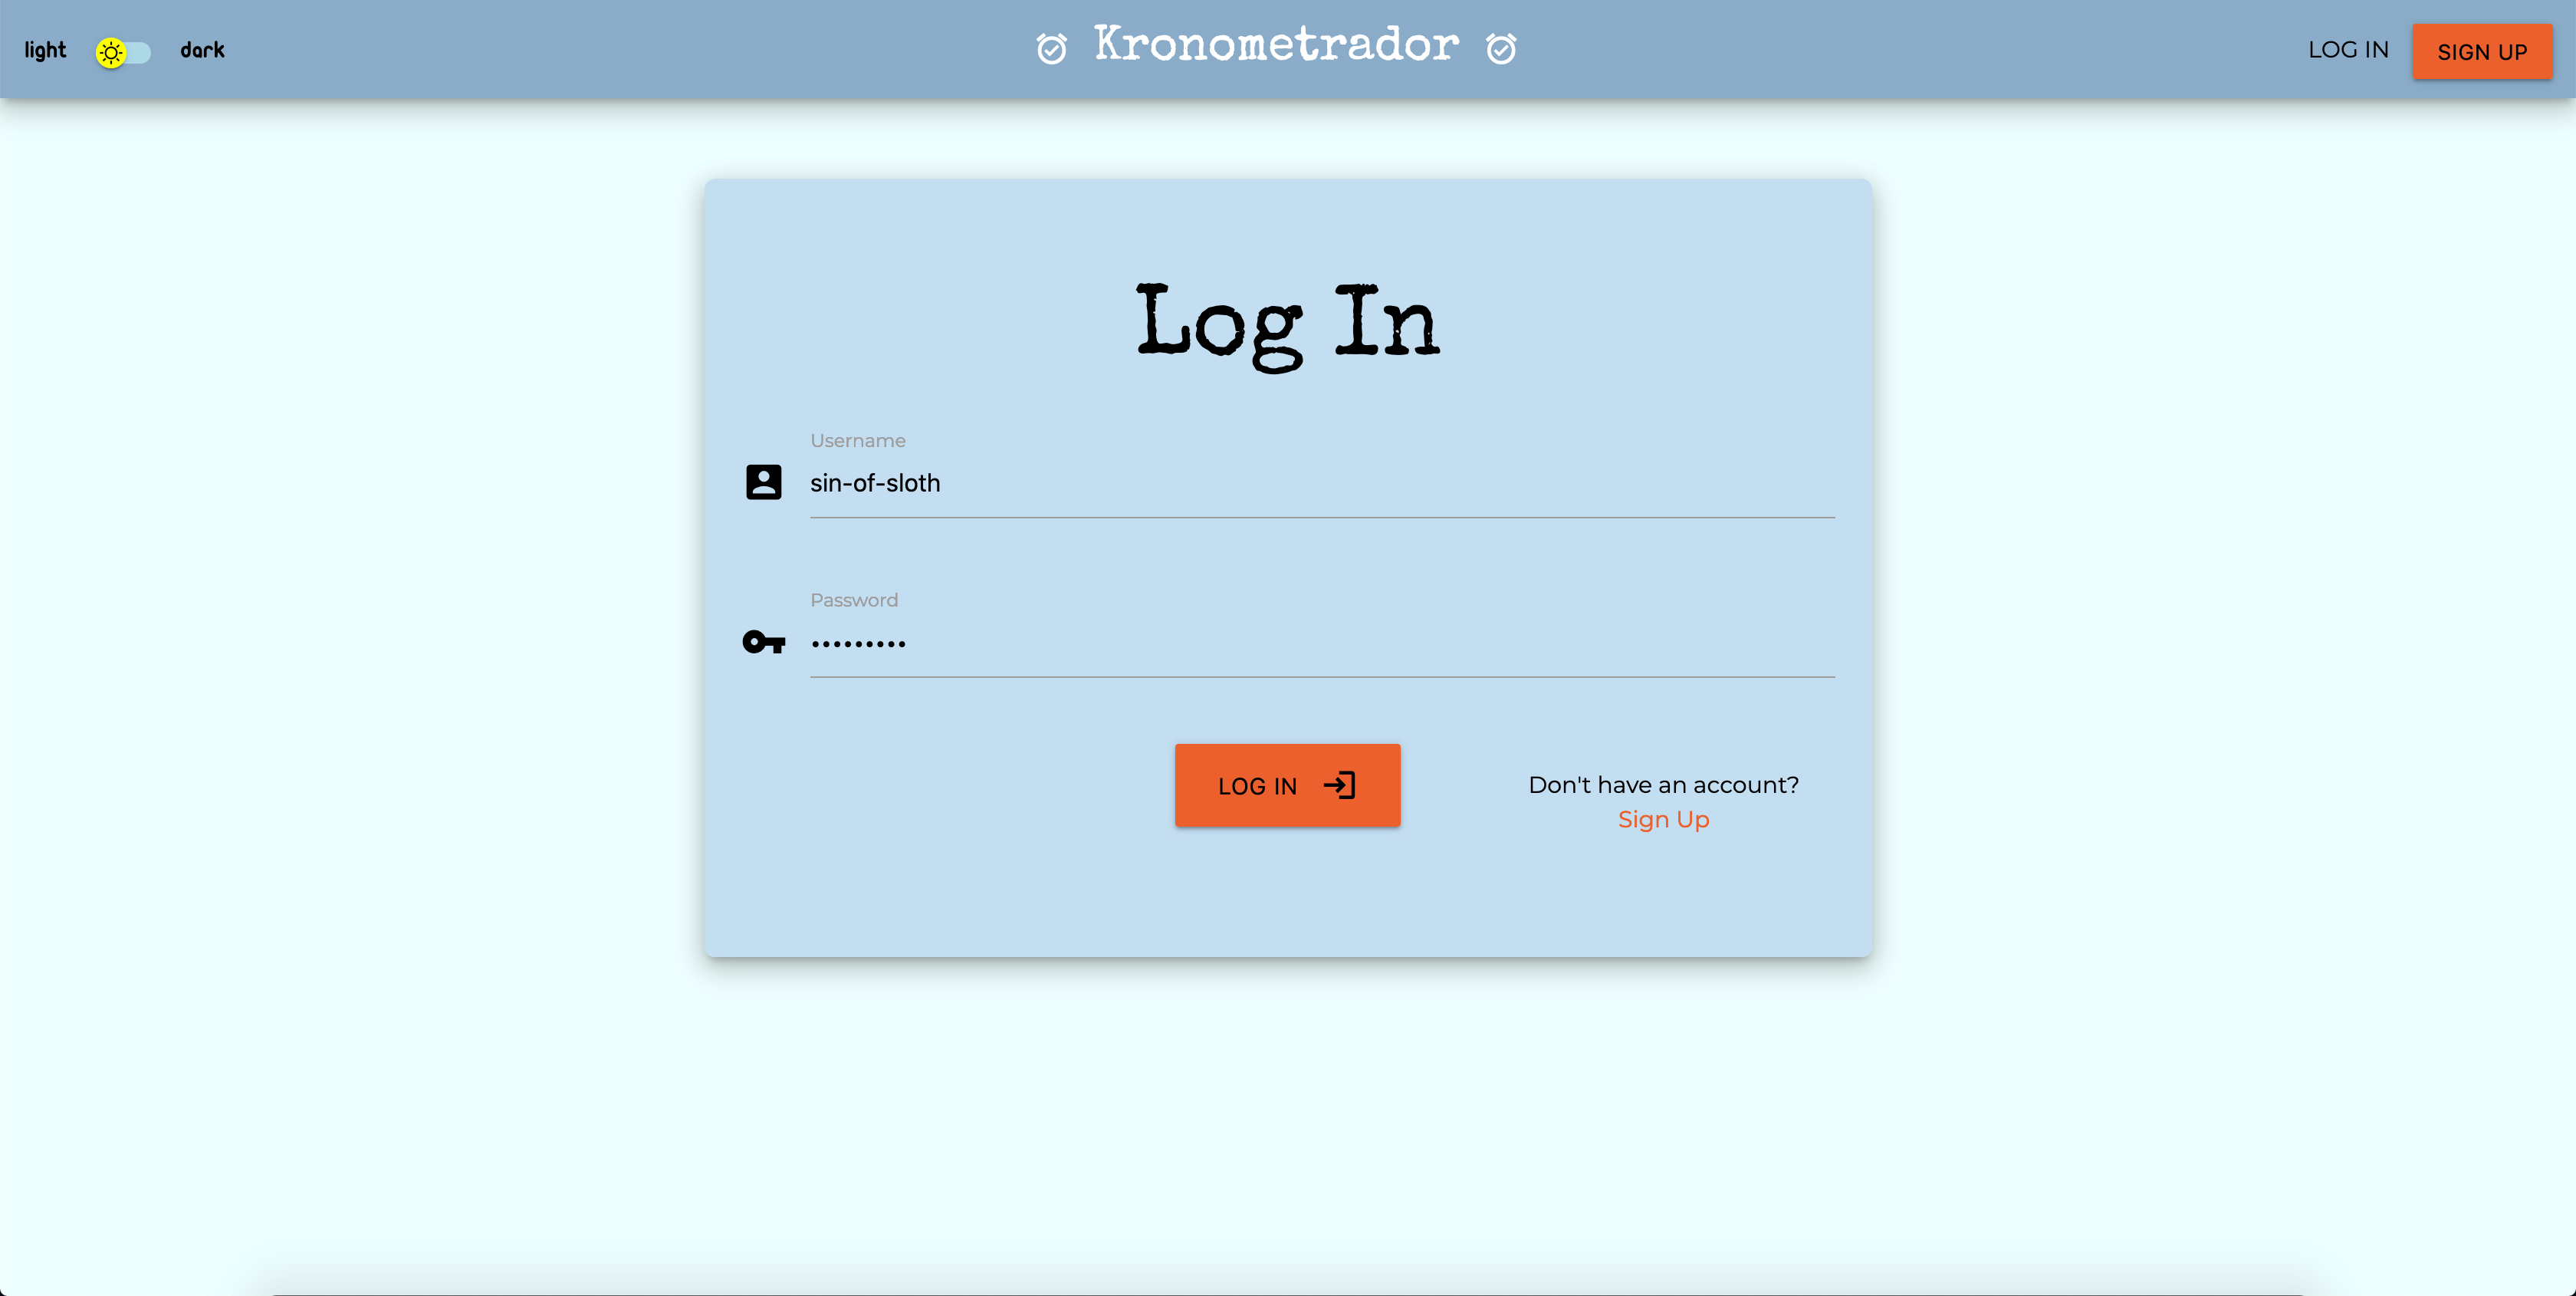 light dark
Kronometrador
LOG IN SIGN UP
Log In
Username
sin-of-sloth
Password
•••••••••
LOG IN
Don't have an account?
Sign Up